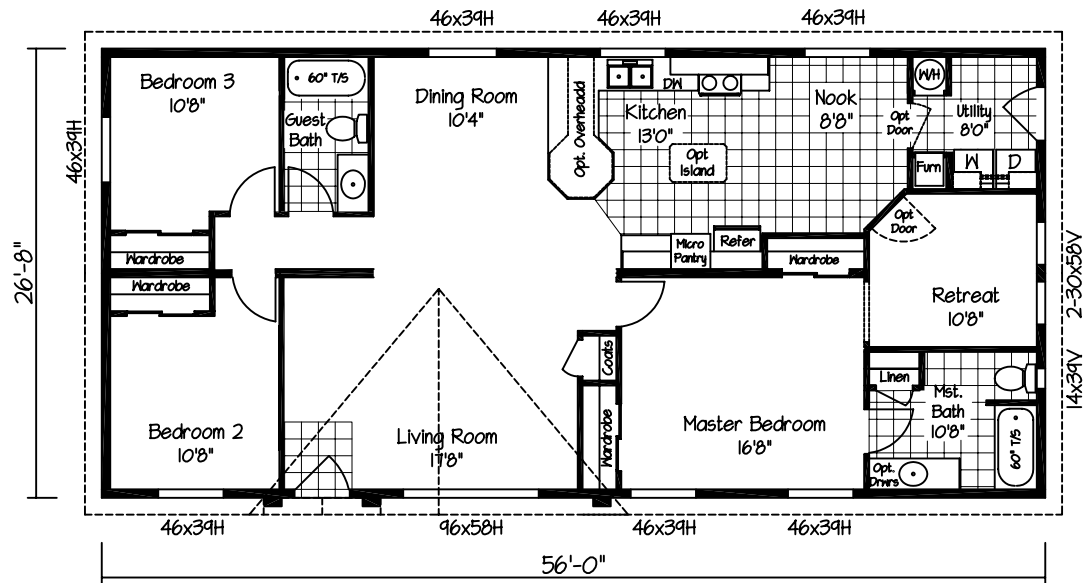 46x39H
46x39H
46x39H
Bedroom 3
10'8"
60" T/S
Guest
Bath
Dining Room
10'4"
Opt. Overheadd
DW
Kitchen
13'0"
Opt
Island
Nook
8'8"
Opt
Door
W/H
Utility
8'0"
Furn
W
D
46x39H
Wardrobe
Wardrobe
Micro
Pantry
Refer
Wardrobe
Opt
Door
Retreat
10'8"
2-30x58V
26'-8"
Coats
Wardrobe
Linen
Mst.
Bath
10'8"
14x39V
60" T/S
Opt.
Drwrs
Bedroom 2
10'8"
Living Room
17'8"
Master Bedroom
16'8"
46x39H
96x58H
46x39H
46x39H
56'-0"